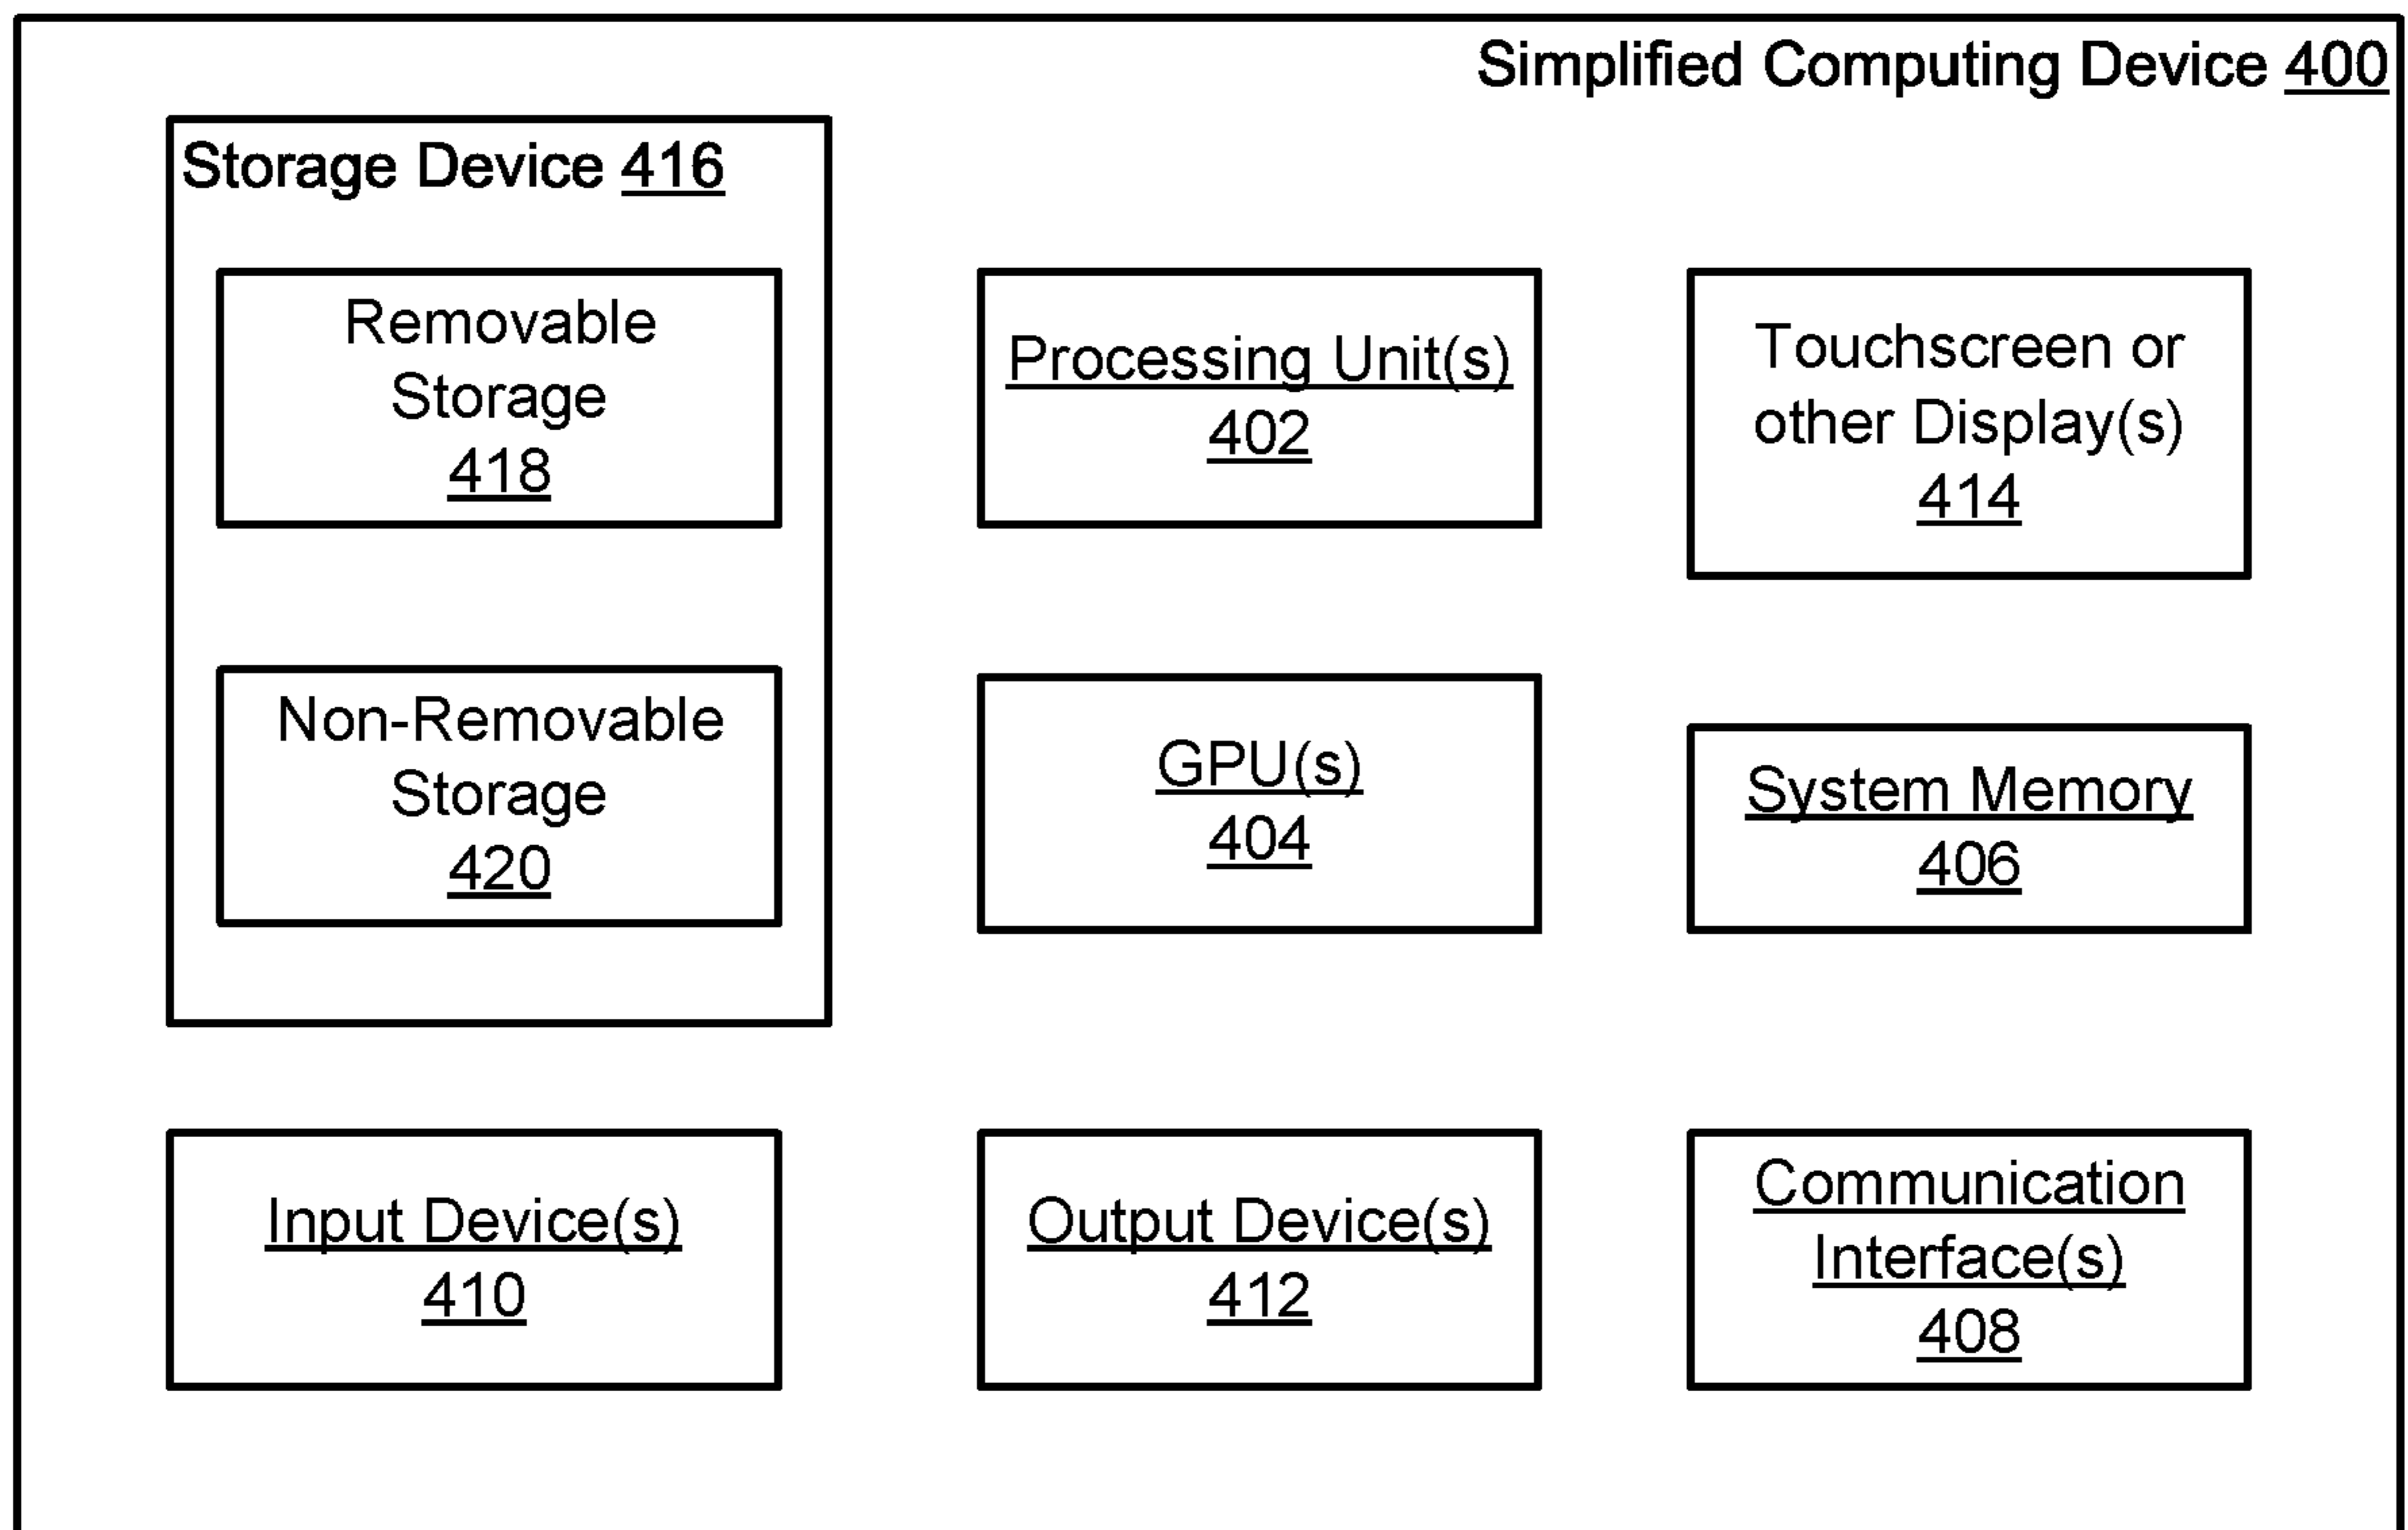 Simplified Computing Device 400
Storage Device 416
Removable
Storage
418
Processing Unit(s)
402
Touchscreen or
other Display(s)
414
Non-Removable
Storage
420
GPU(s)
404
System Memory
406
Input Device(s)
410
Output Device(s)
412
Communication
Interface(s)
408